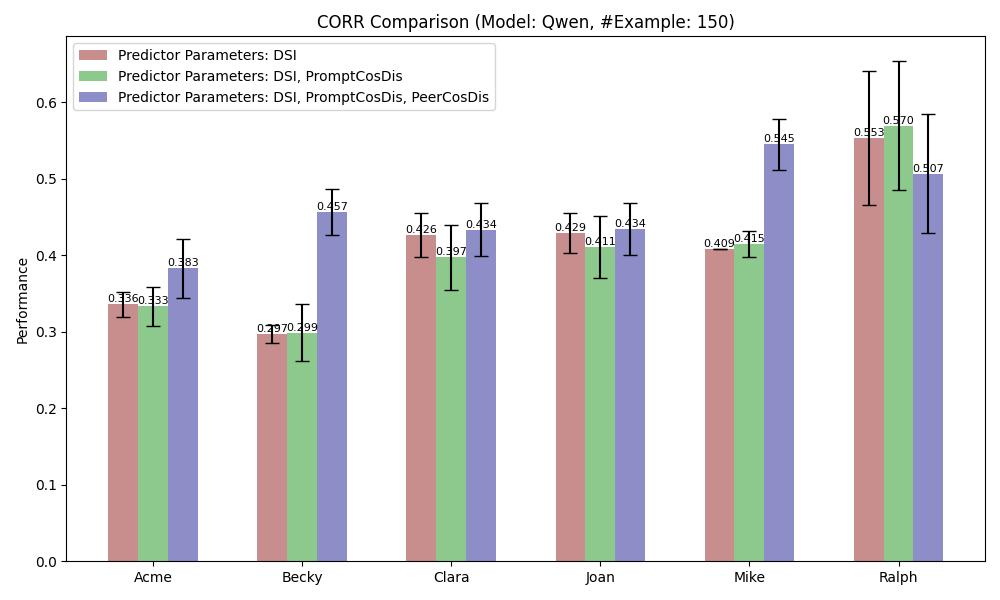 CORR Comparison (Model: Qwen, #Example: 150)
Predictor Parameters: DSI
Predictor Parameters: DSI, PromptCosDis
Predictor Parameters: DSI, PromptCosDis, PeerCosDis
Performance
0.6
0.5
0.4
0.3
0.2
0.1
0.0
0.336
0.333
0.383
0.297
0.299
0.457
0.426
0.397
0.434
0.429
0.411
0.434
0.409
0.415
0.545
0.553
0.570
0.507
Acme
Becky
Clara
Joan
Mike
Ralph